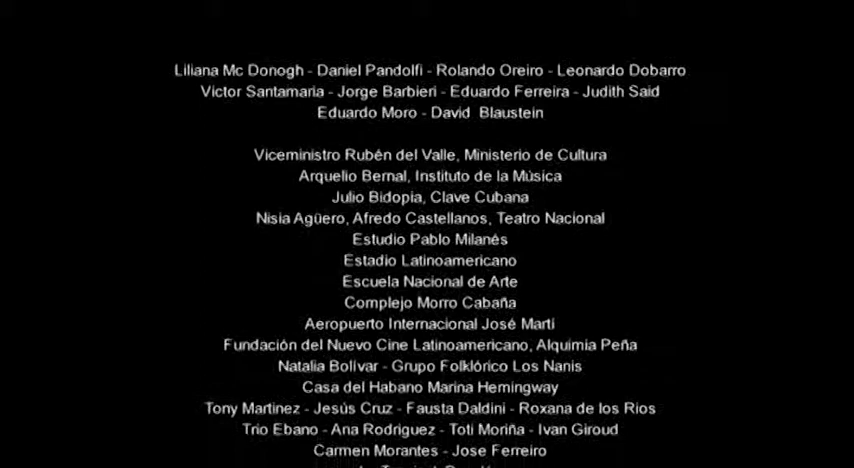 Liliana Mc Donogh - Daniel Pandolfi - Rolando Oreiro - Leonardo Dobarro
Victor Santamaria - Jorge Barbieri - Eduardo Ferreira - Judith Said
Eduardo Moro - David Blaustein
Viceministro Rubén del Valle, Ministerio de Cultura
Arquelio Bernal, Instituto de la Música
Julio Bidopia, Clave Cubana
Nisia Agüero, Afredo Castellanos, Teatro Nacional
Estudio Pablo Milanés
Estadio Latinoamericano
Escuela Nacional de Arte
Complejo Morro Cabaña
Aeropuerto Internacional José Martí
Fundación del Nuevo Cine Latinoamericano, Alquimia Peña
Natalia Bolívar - Grupo Folklórico Los Nanis
Casa del Habano Marina Hemingway
Tony Martinez - Jesús Cruz - Fausta Daldini - Roxana de los Rios
Trio Ebano - Ana Rodriguez - Toti Moriña - Ivan Giroud
Carmen Morantes - Jose Ferreiro